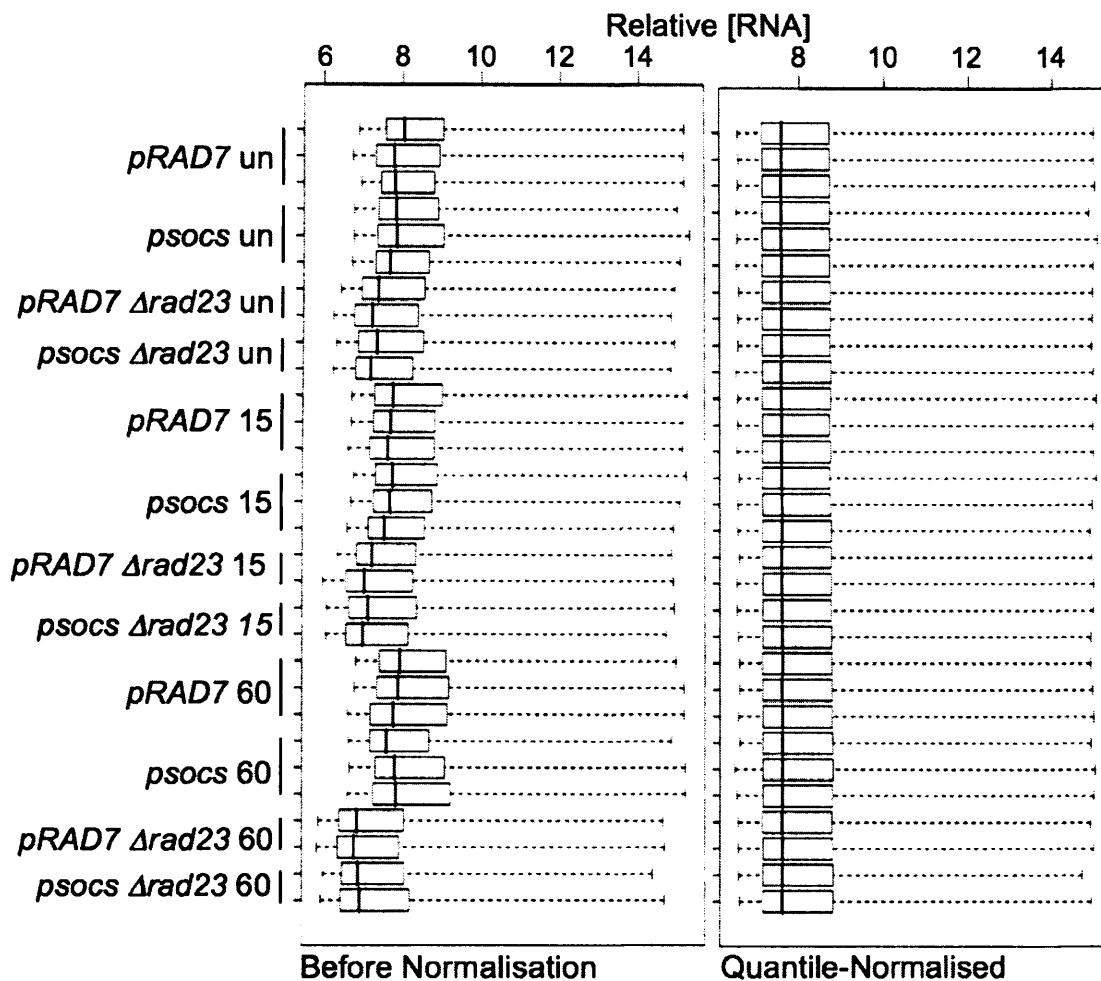 Relative [RNA]
6 8 10 12 14 8 10 12 14
pRAD7 un
psocs un
pRAD7 Δrad23 un
psocs Δrad23 un
pRAD7 15
psocs 15
pRAD7 Δrad23 15
psocs Δrad23 15
pRAD7 60
psocs 60
pRAD7 Δrad23 60
psocs Δrad23 60
Before Normalisation Quantile-Normalised